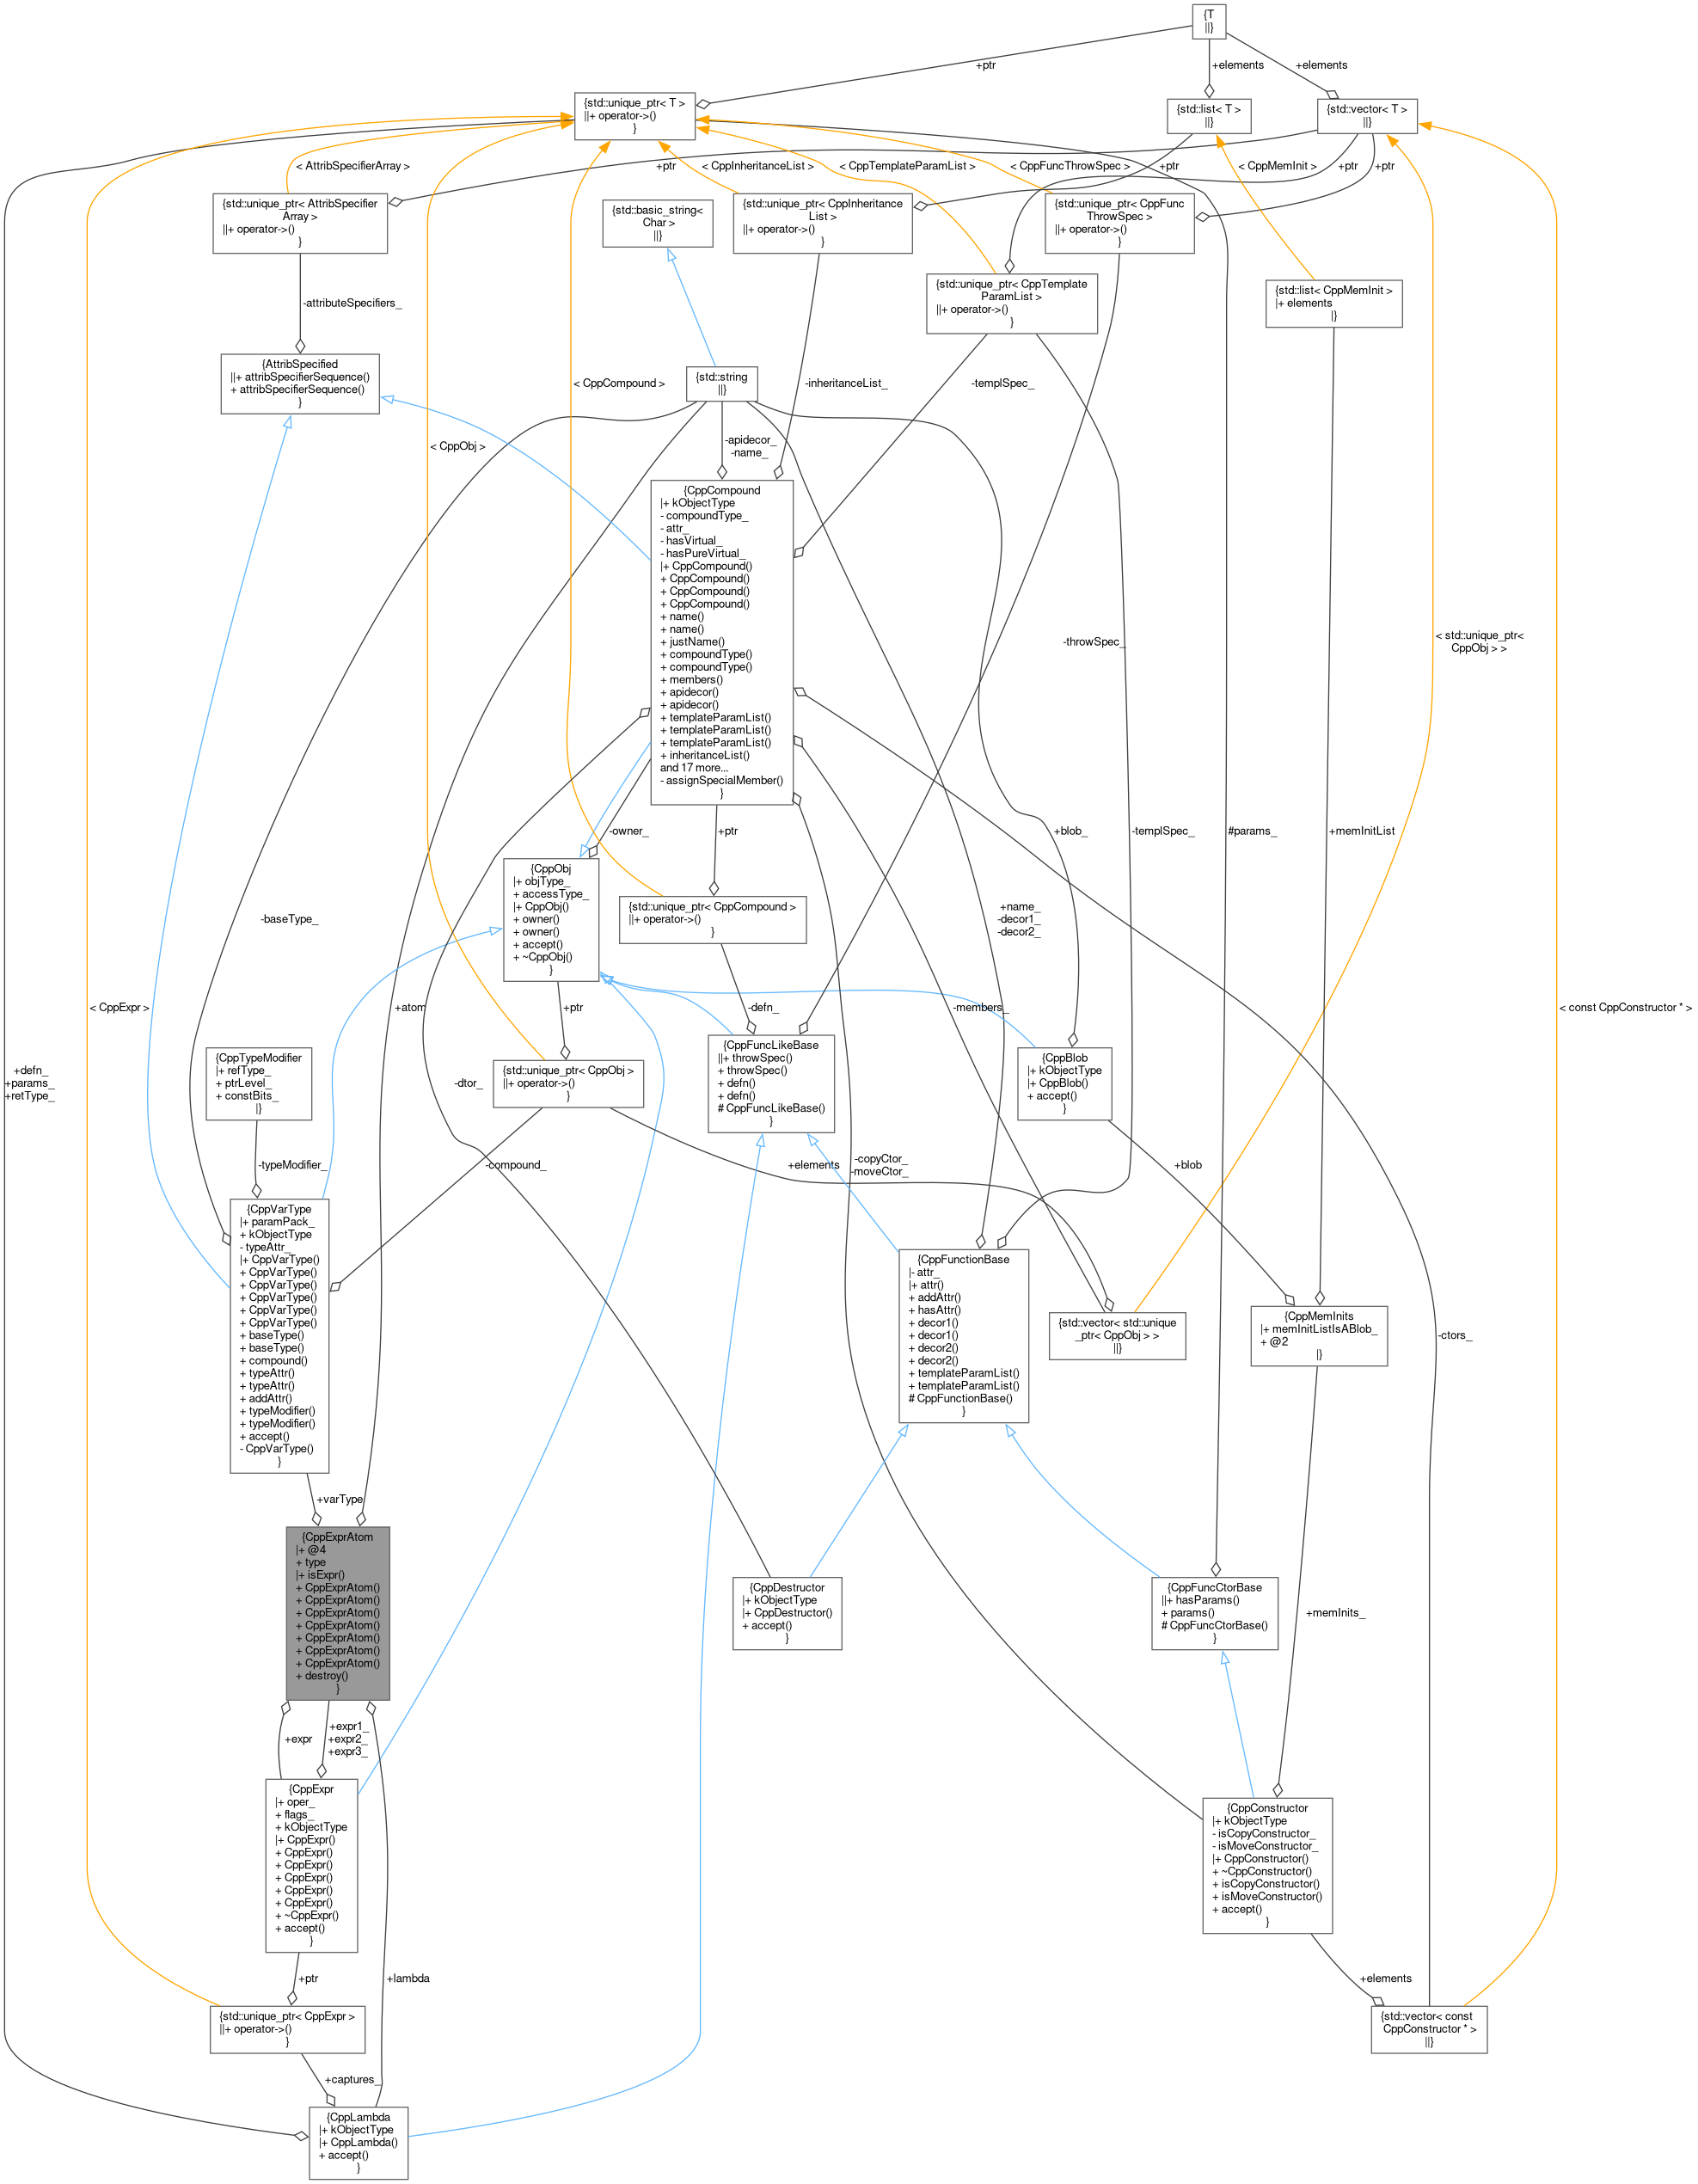 {T
||}
+ptr
+elements
+elements
{std::unique_ptr< T >
||+ operator->()
}
{std::list< T >
||}
{std::vector< T >
||}
< AttribSpecifierArray >
+ptr
< CppInheritanceList >
< CppTemplateParamList >
< CppFuncThrowSpec >
+ptr
< CppMemInit >
+ptr
+ptr
{std::unique_ptr< AttribSpecifier
Array >
||+ operator->()
}
{std::basic_string<
Char >
||}
{std::unique_ptr< CppInheritance
List >
||+ operator->()
}
{std::unique_ptr< CppFunc
ThrowSpec >
||+ operator->()
}
{std::unique_ptr< CppTemplate
ParamList >
||+ operator->()
}
{std::list< CppMemInit >
|+ elements
|}
-attributeSpecifiers_
{AttribSpecified
||+ attribSpecifierSequence()
+ attribSpecifierSequence()
}
{std::string
||}
< CppCompound >
-inheritanceList_
-templSpec_
< CppObj >
-apidecor_
-name_
{CppCompound
|+ kObjectType
- compoundType_
- attr_
- hasVirtual_
- hasPureVirtual_
|+ CppCompound()
+ CppCompound()
+ CppCompound()
+ CppCompound()
+ name()
+ name()
+ justName()
+ compoundType()
+ compoundType()
+ members()
+ apidecor()
+ apidecor()
+ templateParamList()
+ templateParamList()
+ templateParamList()
+ inheritanceList()
and 17 more...
- assignSpecialMember()
}
-throwSpec_
< std::unique_ptr<
CppObj > >
-owner_
+ptr
+blob_
-templSpec_
#params_
+memInitList
{CppObj
|+ objType_
+ accessType_
|+ CppObj()
+ owner()
+ owner()
+ accept()
+ ~CppObj()
}
{std::unique_ptr< CppCompound >
||+ operator->()
}
-baseType_
+name_
-decor1_
-decor2_
< CppExpr >
+atom
+ptr
-defn_
-members_
< const CppConstructor * >
{CppTypeModifier
|+ refType_
+ ptrLevel_
+ constBits_
|}
{CppFuncLikeBase
||+ throwSpec()
+ throwSpec()
+ defn()
+ defn()
# CppFuncLikeBase()
}
{CppBlob
|+ kObjectType
|+ CppBlob()
+ accept()
}
+defn_
+params_
+retType_
-dtor_
{std::unique_ptr< CppObj >
||+ operator->()
}
-typeModifier_
-compound_
+elements
-copyCtor_
-moveCtor_
+blob
{CppVarType
|+ paramPack_
+ kObjectType
- typeAttr_
|+ CppVarType()
+ CppVarType()
+ CppVarType()
+ CppVarType()
+ CppVarType()
+ CppVarType()
+ baseType()
+ baseType()
+ compound()
+ typeAttr()
+ typeAttr()
+ addAttr()
+ typeModifier()
+ typeModifier()
+ accept()
- CppVarType()
}
{CppFunctionBase
|- attr_
|+ attr()
+ addAttr()
+ hasAttr()
+ decor1()
+ decor1()
+ decor2()
+ decor2()
+ templateParamList()
+ templateParamList()
# CppFunctionBase()
}
{std::vector< std::unique
_ptr< CppObj > >
||}
{CppMemInits
|+ memInitListIsABlob_
+ @2
|}
-ctors_
+varType
{CppExprAtom
|+ @4
+ type
|+ isExpr()
+ CppExprAtom()
+ CppExprAtom()
+ CppExprAtom()
+ CppExprAtom()
+ CppExprAtom()
+ CppExprAtom()
+ CppExprAtom()
+ destroy()
}
{CppDestructor
|+ kObjectType
|+ CppDestructor()
+ accept()
}
{CppFuncCtorBase
||+ hasParams()
+ params()
# CppFuncCtorBase()
}
+memInits_
+expr
+expr1_
+expr2_
+expr3_
{CppExpr
|+ oper_
+ flags_
+ kObjectType
|+ CppExpr()
+ CppExpr()
+ CppExpr()
+ CppExpr()
+ CppExpr()
+ CppExpr()
+ ~CppExpr()
+ accept()
}
{CppConstructor
|+ kObjectType
- isCopyConstructor_
- isMoveConstructor_
|+ CppConstructor()
+ ~CppConstructor()
+ isCopyConstructor()
+ isMoveConstructor()
+ accept()
}
+ptr
+lambda
+elements
{std::unique_ptr< CppExpr >
||+ operator->()
}
{std::vector< const
CppConstructor * >
||}
+captures_
{CppLambda
|+ kObjectType
|+ CppLambda()
+ accept()
}